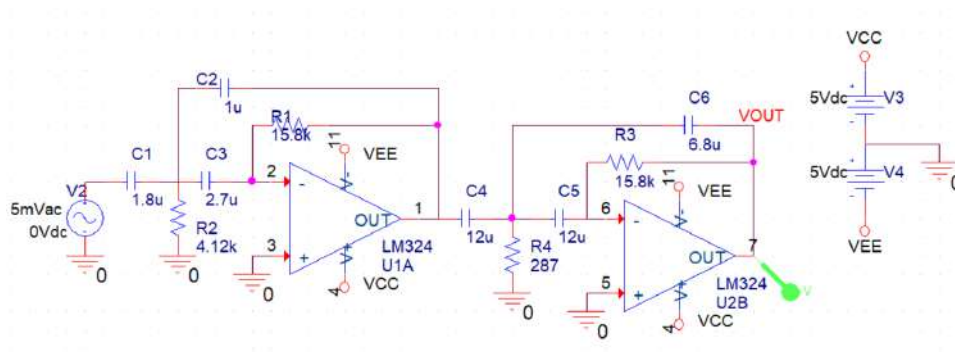 VCC
C2
1u
C6
6.8u
VOUT
5Vdc
V3
R1
15.8k
11
VEE
R3
15.8k
C1
1.8u
C3
2.7u
2
-
V-
OUT
1
C4
12u
C5
12u
11
VEE
5Vdc
V4
0
V2
5mVac
0Vdc
R2
4.12k
6
-
V-
OUT
7
3
+
V+
LM324
U1A
R4
287
VEE
0
0
0
4
VCC
5
+
V+
LM324
U2B
V
0
0
4
VCC